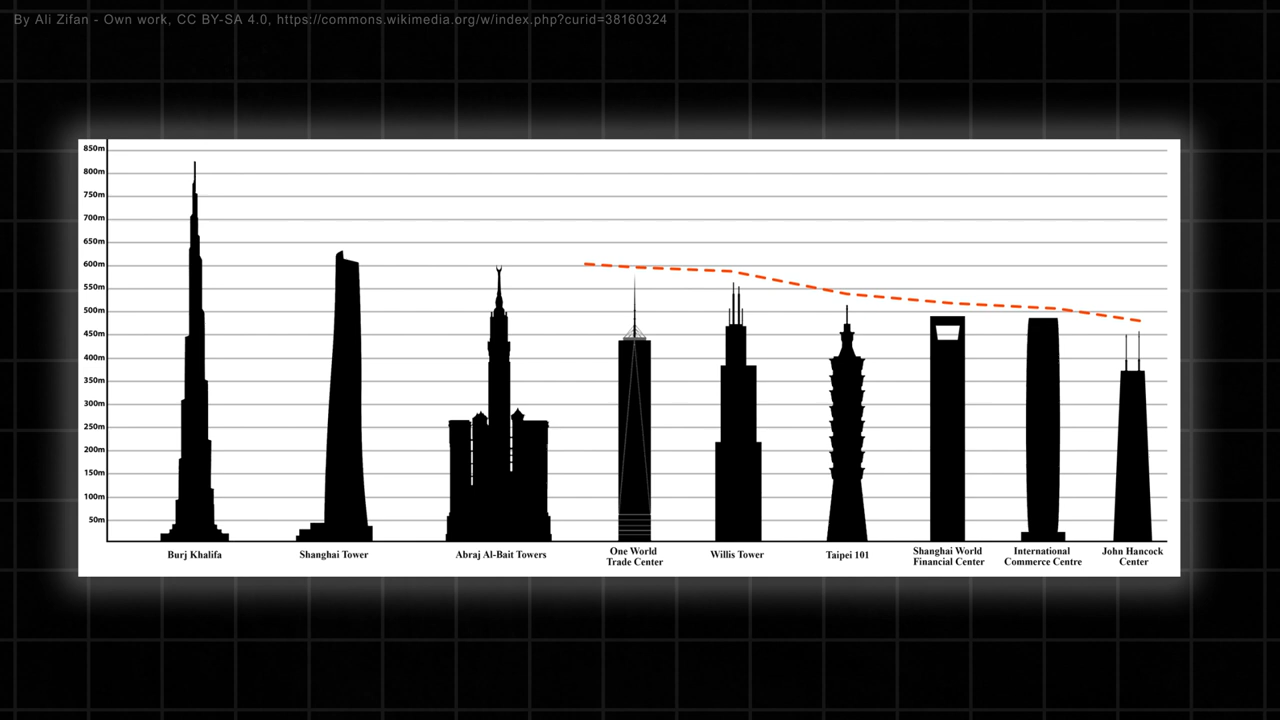 By Ali Zifan - Own work, CC BY-SA 4.0, https://commons.wikimedia.org/w/index.php?curid=38160324
850m
800m
750m
700m
650m
600m
550m
500m
450m
400m
350m
300m
250m
200m
150m
100m
50m
Burj Khalifa
Shanghai Tower
Abraj Al-Bait Towers
One World
Trade Center
Willis Tower
Taipei 101
Shanghai World
Financial Center
International
Commerce Centre
John Hancock
Center